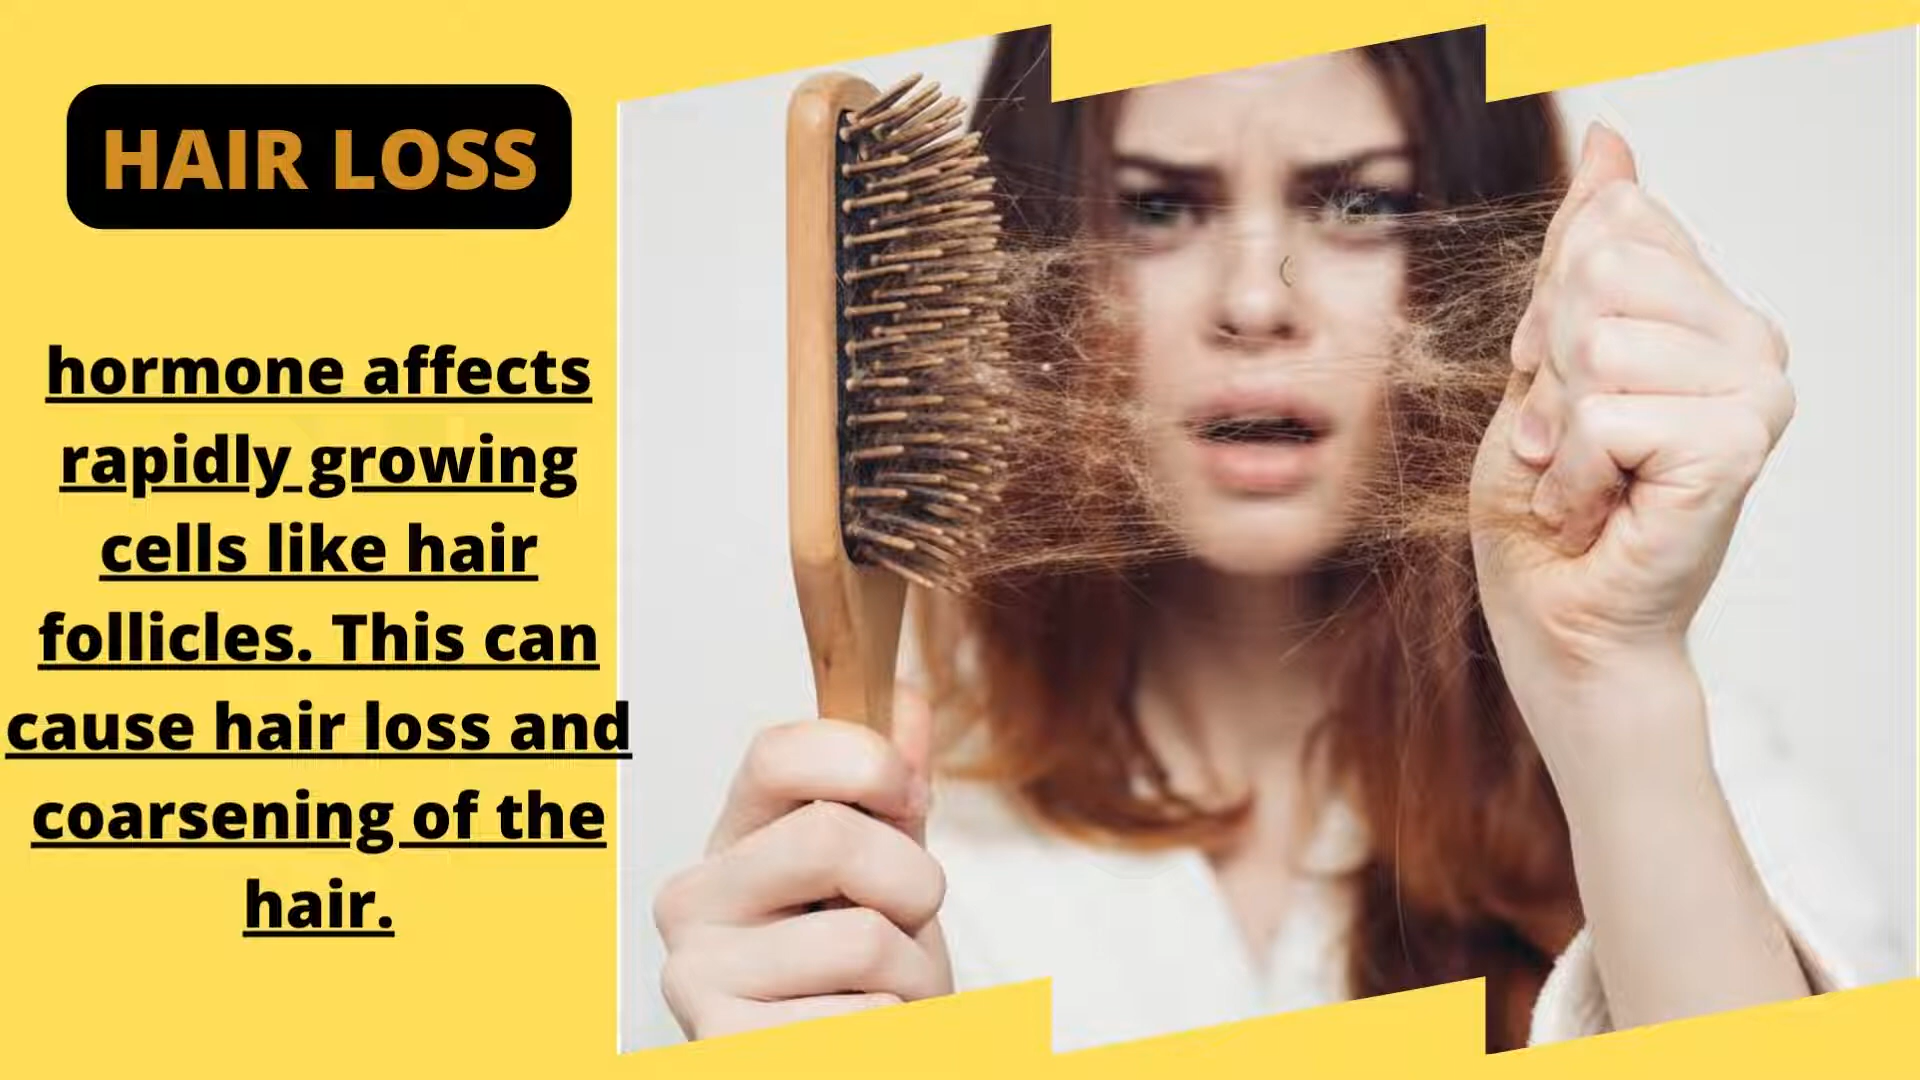 HAIR LOSS
hormone affects
rapidly growing
cells like hair
follicles. This can
cause hair loss and
coarsening of the
hair.